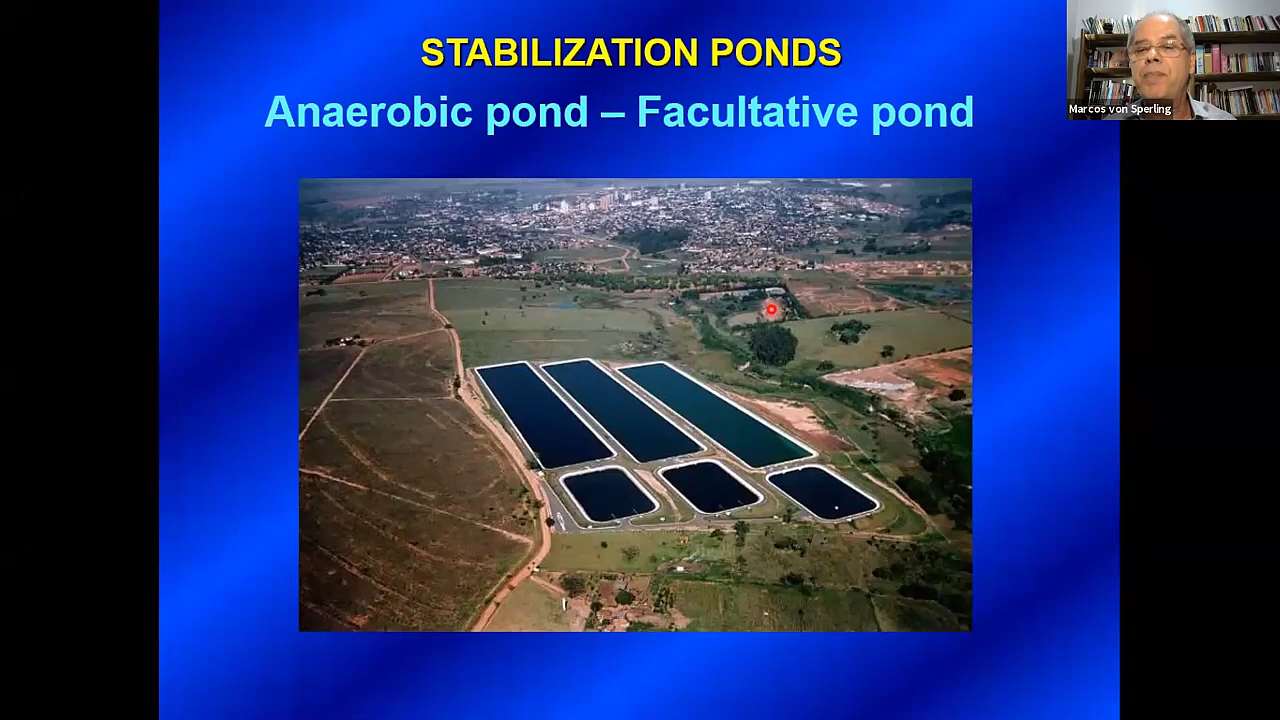 STABILIZATION PONDS
Anaerobic pond – Facultative pond
Marcos von Sperling